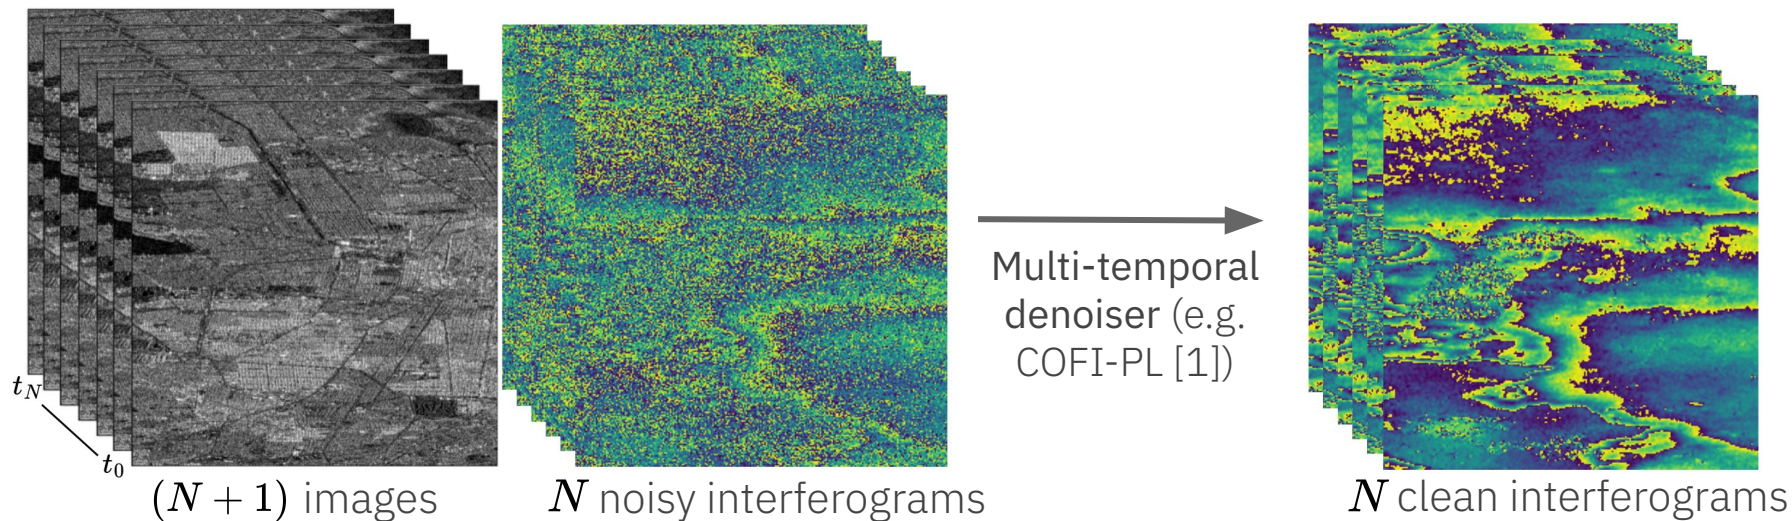 t_N
t_0
(N + 1) images
N noisy interferograms
Multi-temporal
denoiser (e.g.
COFI-PL [1])
N clean interferograms